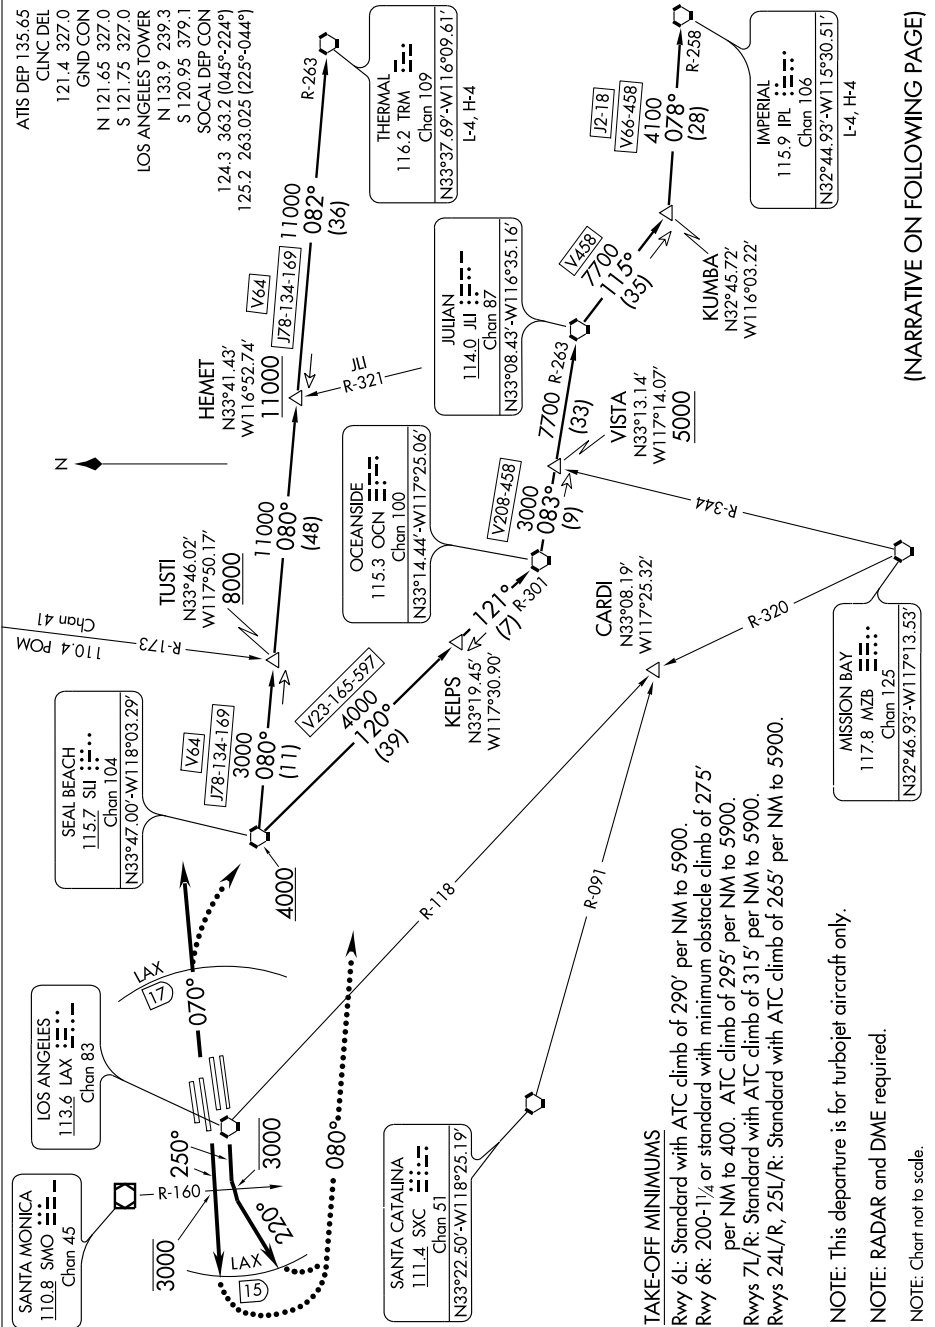 ATIS DEP 135.65
CLNC DEL
121.4 327.0
GND CON
N 121.65 327.0
S 121.75 327.0
LOS ANGELES TOWER
N 133.9 239.3
S 120.95 379.1
SOCAL DEP CON
124.3 363.2 (045°-224°)
125.2 263.025 (225°-044°)
SANTA MONICA
110.8 SMO
Chan 45
R-160
LOS ANGELES
113.6 LAX
Chan 83
LAX
17
070°
250°
3000
3000
220°
LAX
15
080°
SEAL BEACH
115.7 SLI
Chan 104
N33°47.00'-W118°03.29'
4000
V64
J78-134-169
3000
080°
(11)
110.4 POM
Chan 41
R-173
TUSTI
N33°46.02'
W117°50.17'
8000
11000
080°
(48)
N
HEMET
N33°41.43'
W116°52.74'
11000
JLI
R-321
V64
J78-134-169
11000
082°
(36)
R-263
THERMAL
116.2 TRM
Chan 109
N33°37.69'-W116°09.61'
L-4, H-4
V23-165-597
4000
120°
(39)
KELPS
N33°19.45'
W117°30.90'
121°
(7)
R-301
OCEANSIDE
115.3 OCN
Chan 100
N33°14.44'-W117°25.06'
V208-458
3000
083°
(9)
VISTA
N33°13.14'
W117°14.07'
5000
7700
R-263
(33)
JULIAN
114.0 JLI
Chan 87
N33°08.43'-W116°35.16'
V458
7700
115°
(35)
KUMBA
N32°45.72'
W116°03.22'
J2-18
V66-458
4100
078°
(28)
R-258
IMPERIAL
115.9 IPL
Chan 106
N32°44.93'-W115°30.51'
L-4, H-4
R-344
R-320
CARDI
N33°08.19'
W117°25.32'
R-118
R-091
MISSION BAY
117.8 MZB
Chan 125
N32°46.93'-W117°13.53'
SANTA CATALINA
111.4 SXC
Chan 51
N33°22.50'-W118°25.19'
TAKE-OFF MINIMUMS
Rwy 6L: Standard with ATC climb of 290' per NM to 5900.
Rwy 6R: 200-1¼ or standard with minimum obstacle climb of 275'
per NM to 400. ATC climb of 295' per NM to 5900.
Rwys 7L/R: Standard with ATC climb of 315' per NM to 5900.
Rwys 24L/R, 25L/R: Standard with ATC climb of 265' per NM to 5900.
NOTE: This departure is for turbojet aircraft only.
NOTE: RADAR and DME required.
NOTE: Chart not to scale.
(NARRATIVE ON FOLLOWING PAGE)